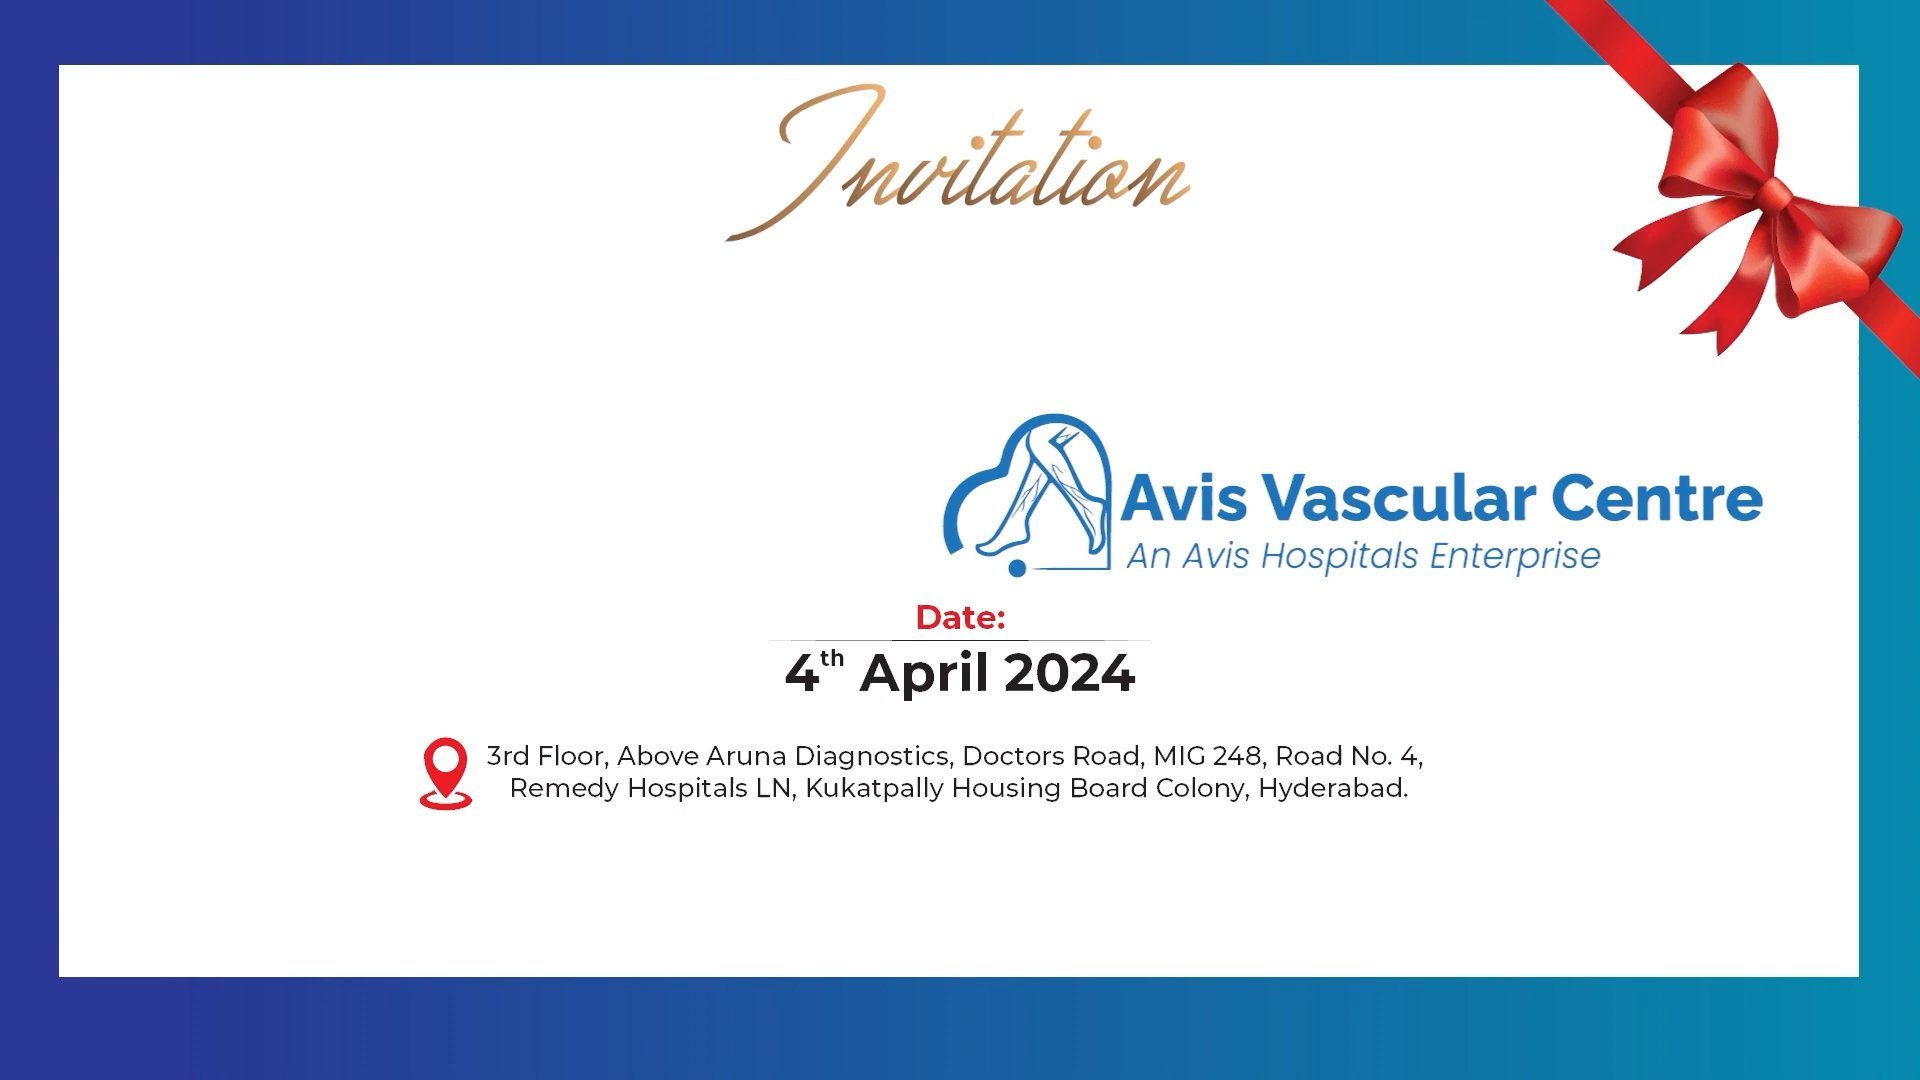 Invitation
Avis Vascular Centre
An Avis Hospitals Enterprise
Date:
4th April 2024
3rd Floor, Above Aruna Diagnostics, Doctors Road, MIG 248, Road No. 4,
Remedy Hospitals LN, Kukatpally Housing Board Colony, Hyderabad.